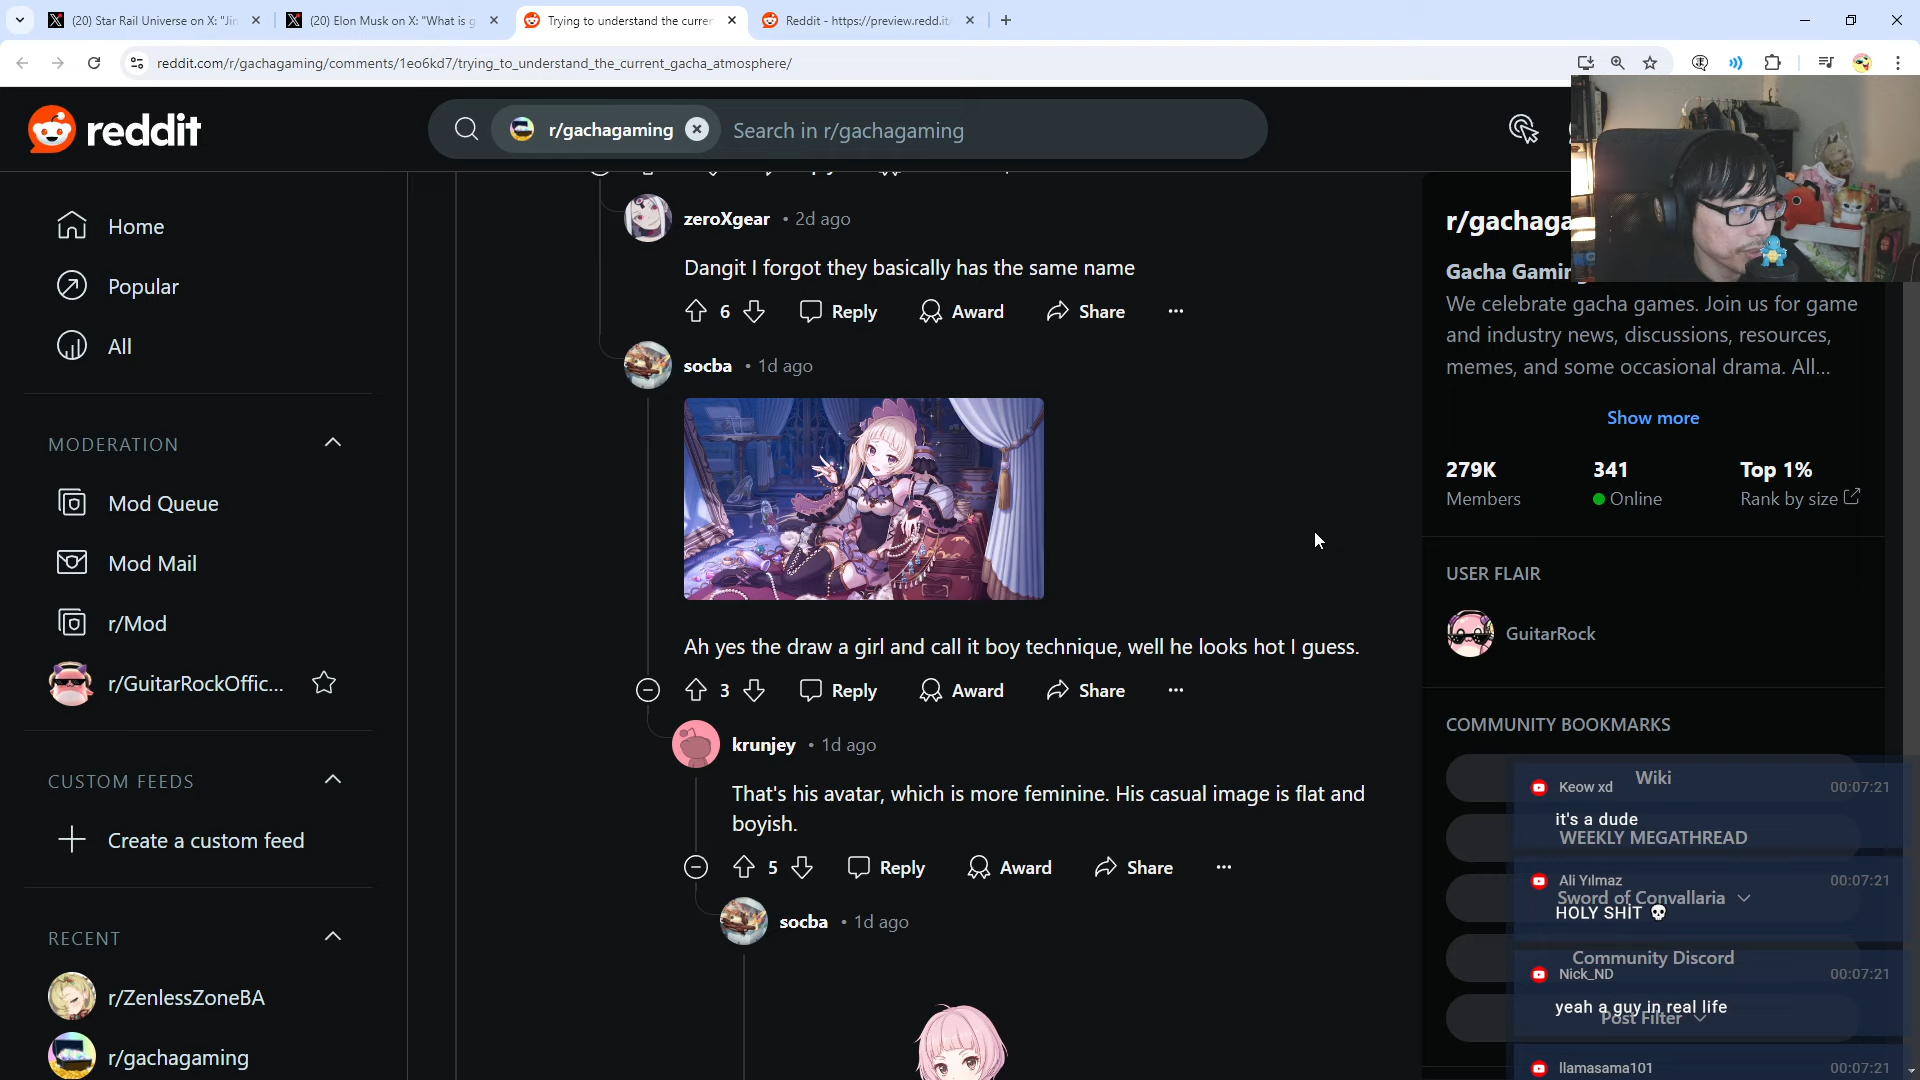 (20) Star Rail Universe on X: "Jin
(20) Elon Musk on X: "What is g
Trying to understand the curren
Reddit - https://preview.redd.it/
reddit.com/r/gachagaming/comments/1eo6kd7/trying_to_understand_the_current_gacha_atmosphere/
reddit
r/gachagaming
Search in r/gachagaming
Home
Popular
All
MODERATION
Mod Queue
Mod Mail
r/Mod
r/GuitarRockOffic...
CUSTOM FEEDS
Create a custom feed
RECENT
r/ZenlessZoneBA
r/gachagaming
zeroXgear • 2d ago
Dangit I forgot they basically has the same name
6 Reply Award Share ...
socba • 1d ago
Ah yes the draw a girl and call it boy technique, well he looks hot I guess.
3 Reply Award Share ...
krunjey • 1d ago
That's his avatar, which is more feminine. His casual image is flat and
boyish.
5 Reply Award Share ...
socba • 1d ago
r/gacha
Gacha Gamin
We celebrate gacha games. Join us for game
and industry news, discussions, resources,
memes, and some occasional drama. All...
Show more
279K 341 Top 1%
Members Online Rank by size
USER FLAIR
GuitarRock
COMMUNITY BOOKMARKS
Wiki
Keow xd 00:07:21
it's a dude
WEEKLY MEGATHREAD
Ali Yılmaz 00:07:21
Sword of Convallaria
HOLY SHİT 💀
Community Discord
Nick_ND 00:07:21
yeah a guy in real life
Post Filter
llamasama101 00:07:21